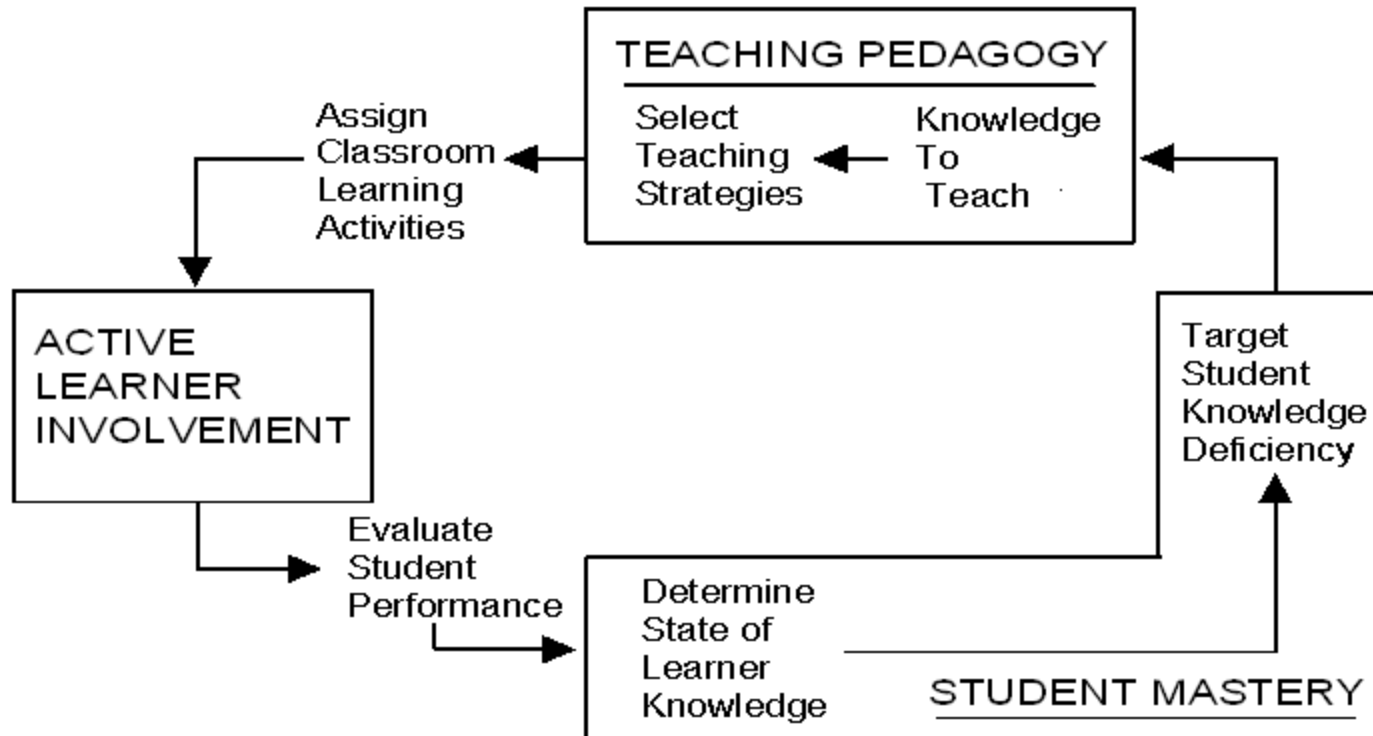 TEACHING PEDAGOGY
Select
Teaching
Strategies
Knowledge
To
Teach
Assign
Classroom
Learning
Activities
ACTIVE
LEARNER
INVOLVEMENT
Evaluate
Student
Performance
Determine
State of
Learner
Knowledge
Target
Student
Knowledge
Deficiency
STUDENT MASTERY